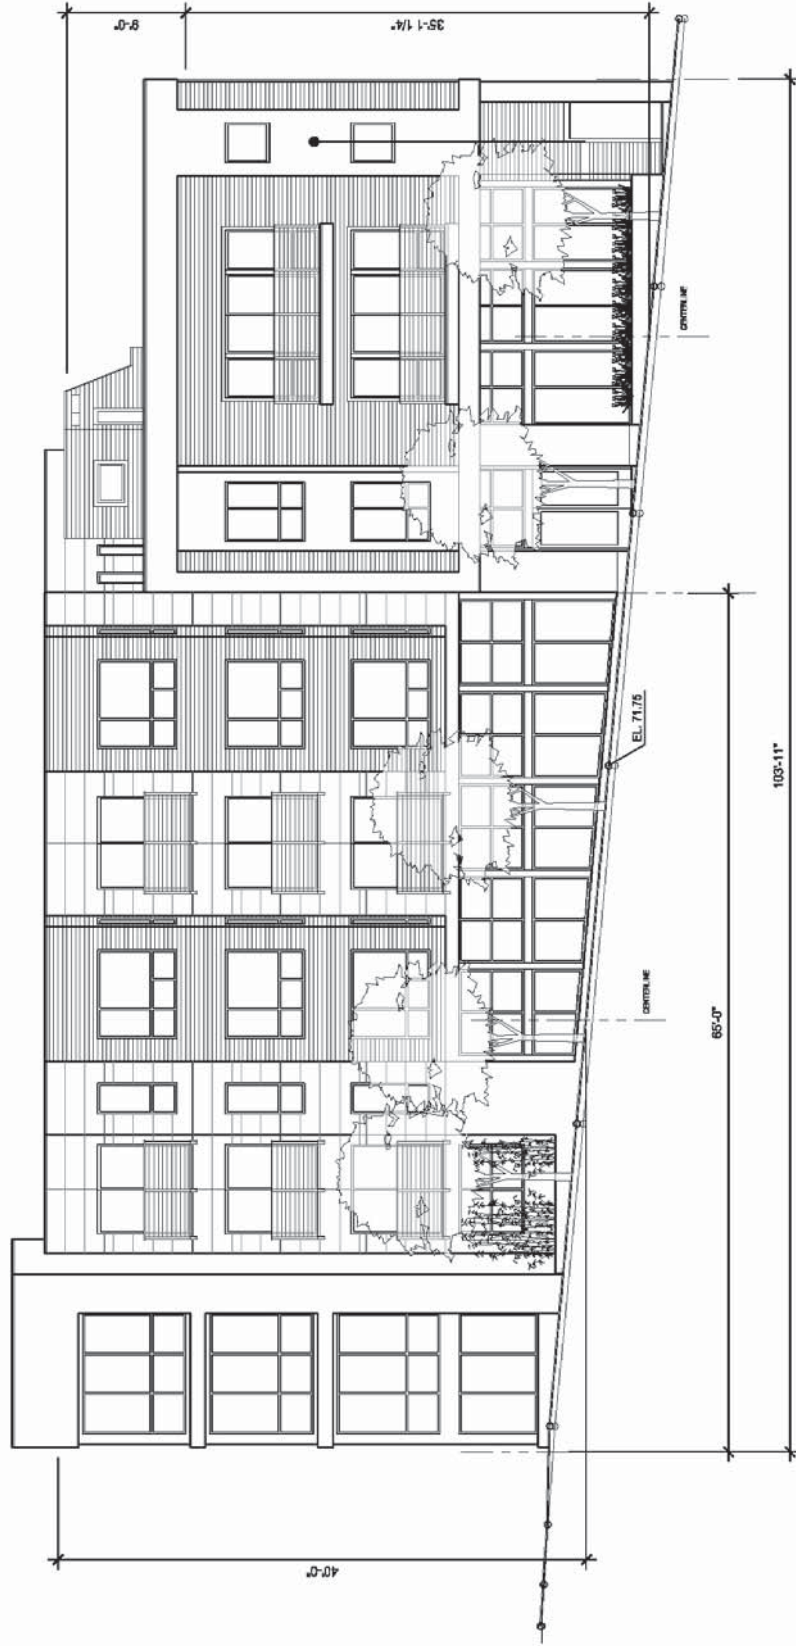 9'-0"
35'-1 1/4"
CENTERLINE
EL. 71.75
103'-11"
CENTERLINE
65'-0"
40'-0"